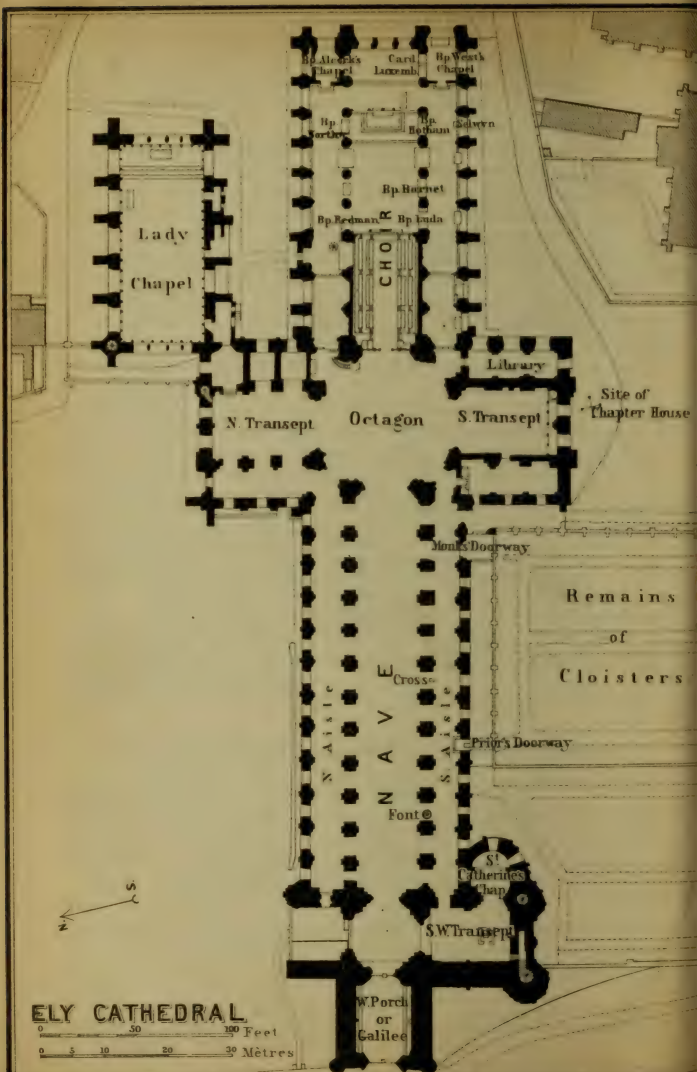 Bp. Alcock's
Chapel
Card.
Luxemb.
Bp. West's
Chapel
Bp.
Bp.
Hotham
Selwyn
Bp. Barnet
Bp. Redman
Bp. Luda
CHOIR
Lady
Chapel
Library
N. Transept
Octagon
S. Transept
Site of
Chapter House
Monks' Doorway
Remains
of
Cloisters
Cross
NAVE
N. Aisle
S. Aisle
Prior's Doorway
Font
St.
Catherine's
Chap.
S.W. Transept
N.
S.
W. Porch
or
Galilee
ELY CATHEDRAL
0 50 100 Feet
0 5 10 20 30 Mètres